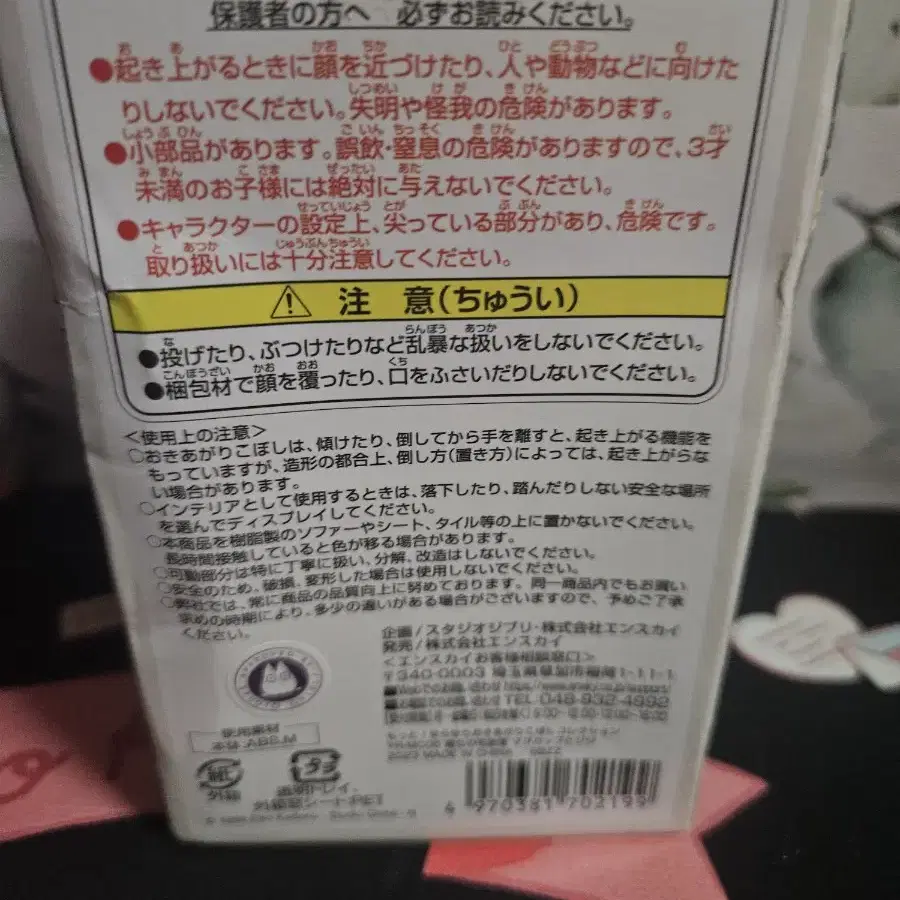 保護者の方へ 必ずお読みください。
●起き上がるときに顔を近づけたり、人や動物などに向けた
りしないでください。失明や怪我の危険があります。
●小部品があります。誤飲・窒息の危険がありますので、3才
未満のお子様には絶対に与えないでください。
●キャラクターの設定上、尖っている部分があり、危険です。
取り扱いには十分注意してください。
注 意(ちゅうい)
●投げたり、ぶつけたりなど乱暴な扱いをしないでください。
●梱包材で顔を覆ったり、口をふさいだりしないでください。
<使用上の注意>
○おきあがりこぼしは、傾けたり、倒してから手を離すと、起き上がる機能を
もっていますが、造形の都合上、倒し方(置き方)によっては、起き上がらな
い場合があります。
○インテリアとして使用するときは、落下したり、踏んだりしない安全な場所
を選んでディスプレイしてください。
○本商品を樹脂製のソファーやシート、タイル等の上に置かないでください。
長時間接触していると色が移る場合があります。
○可動部分は特に丁寧に扱い、分解、改造はしないでください。
○安全のため、破損、変形した場合は使用しないでください。
○弊社では、常に商品の品質向上に努めております。同一商品内でもお買い
求めの時期により、多少の違いがある場合がございますので、予めご了承
ください。
企画/スタジオジブリ・株式会社エンスカイ
発売/株式会社エンスカイ
<エンスカイお客様相談窓口>
〒340-0003 埼玉県草加市稲荷1-11-1
TEL 048-932-4992
使用素材
本体:ABS,M
紙
外箱
プラ
透明トレイ、
2023 MADE IN CHINA
4 970381 702199